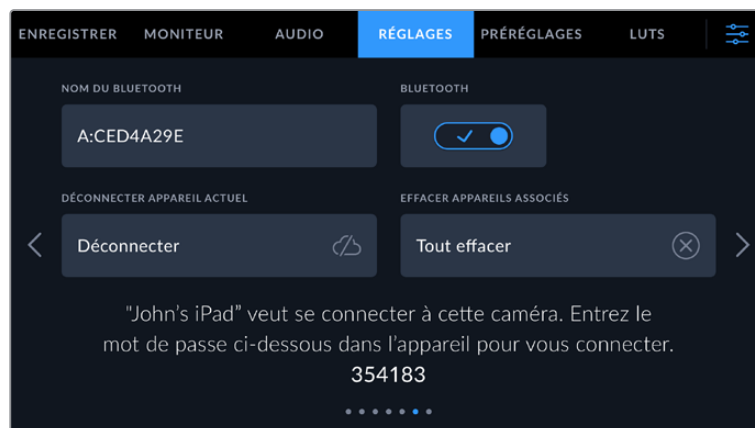 ENREGISTRER MONITEUR AUDIO RÉGLAGES PRÉRÉGLAGES LUTS
NOM DU BLUETOOTH BLUETOOTH
A:CED4A29E
DÉCONNECTER APPAREIL ACTUEL EFFACER APPAREILS ASSOCIÉS
Déconnecter Tout effacer
"John's iPad” veut se connecter à cette caméra. Entrez le
mot de passe ci-dessous dans l'appareil pour vous connecter.
354183